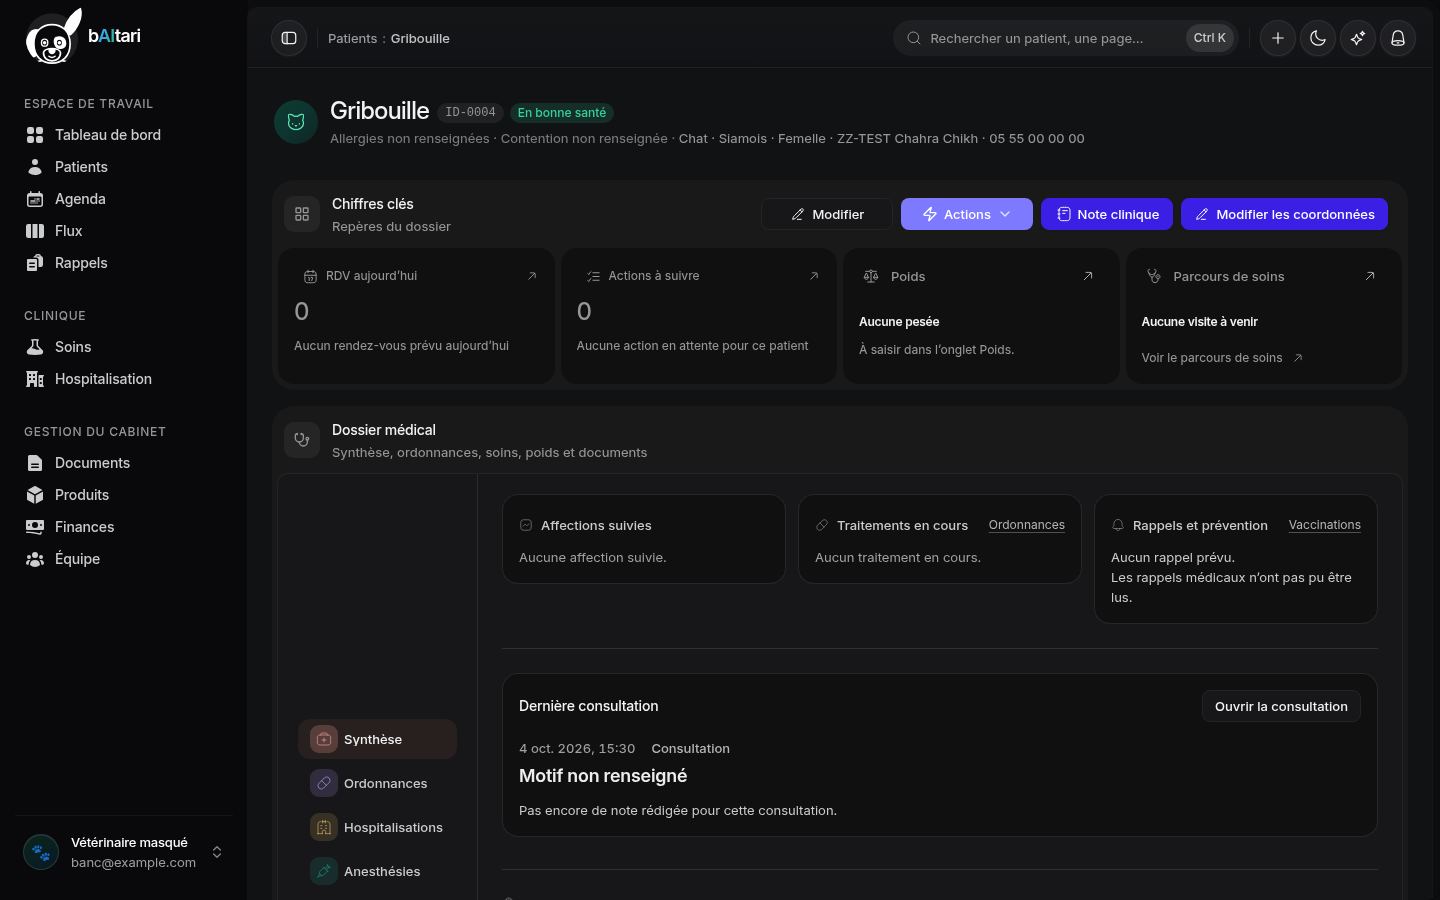 bAItari
Patients : Gribouille
Rechercher un patient, une page... Ctrl K
ESPACE DE TRAVAIL
Tableau de bord
Patients
Agenda
Flux
Rappels
CLINIQUE
Soins
Hospitalisation
GESTION DU CABINET
Documents
Produits
Finances
Équipe
Vétérinaire masqué
banc@example.com
Gribouille ID-0004 En bonne santé
Allergies non renseignées · Contention non renseignée · Chat · Siamois · Femelle · ZZ-TEST Chahra Chikh · 05 55 00 00 00
Chiffres clés
Repères du dossier
Modifier Actions Note clinique Modifier les coordonnées
RDV aujourd’hui
0
Aucun rendez-vous prévu aujourd’hui
Actions à suivre
0
Aucune action en attente pour ce patient
Poids
Aucune pesée
À saisir dans l’onglet Poids.
Parcours de soins
Aucune visite à venir
Voir le parcours de soins
Dossier médical
Synthèse, ordonnances, soins, poids et documents
Synthèse
Ordonnances
Hospitalisations
Anesthésies
Affections suivies
Aucune affection suivie.
Traitements en cours Ordonnances
Aucun traitement en cours.
Rappels et prévention Vaccinations
Aucun rappel prévu.
Les rappels médicaux n’ont pas pu être
lus.
Dernière consultation Ouvrir la consultation
4 oct. 2026, 15:30 Consultation
Motif non renseigné
Pas encore de note rédigée pour cette consultation.